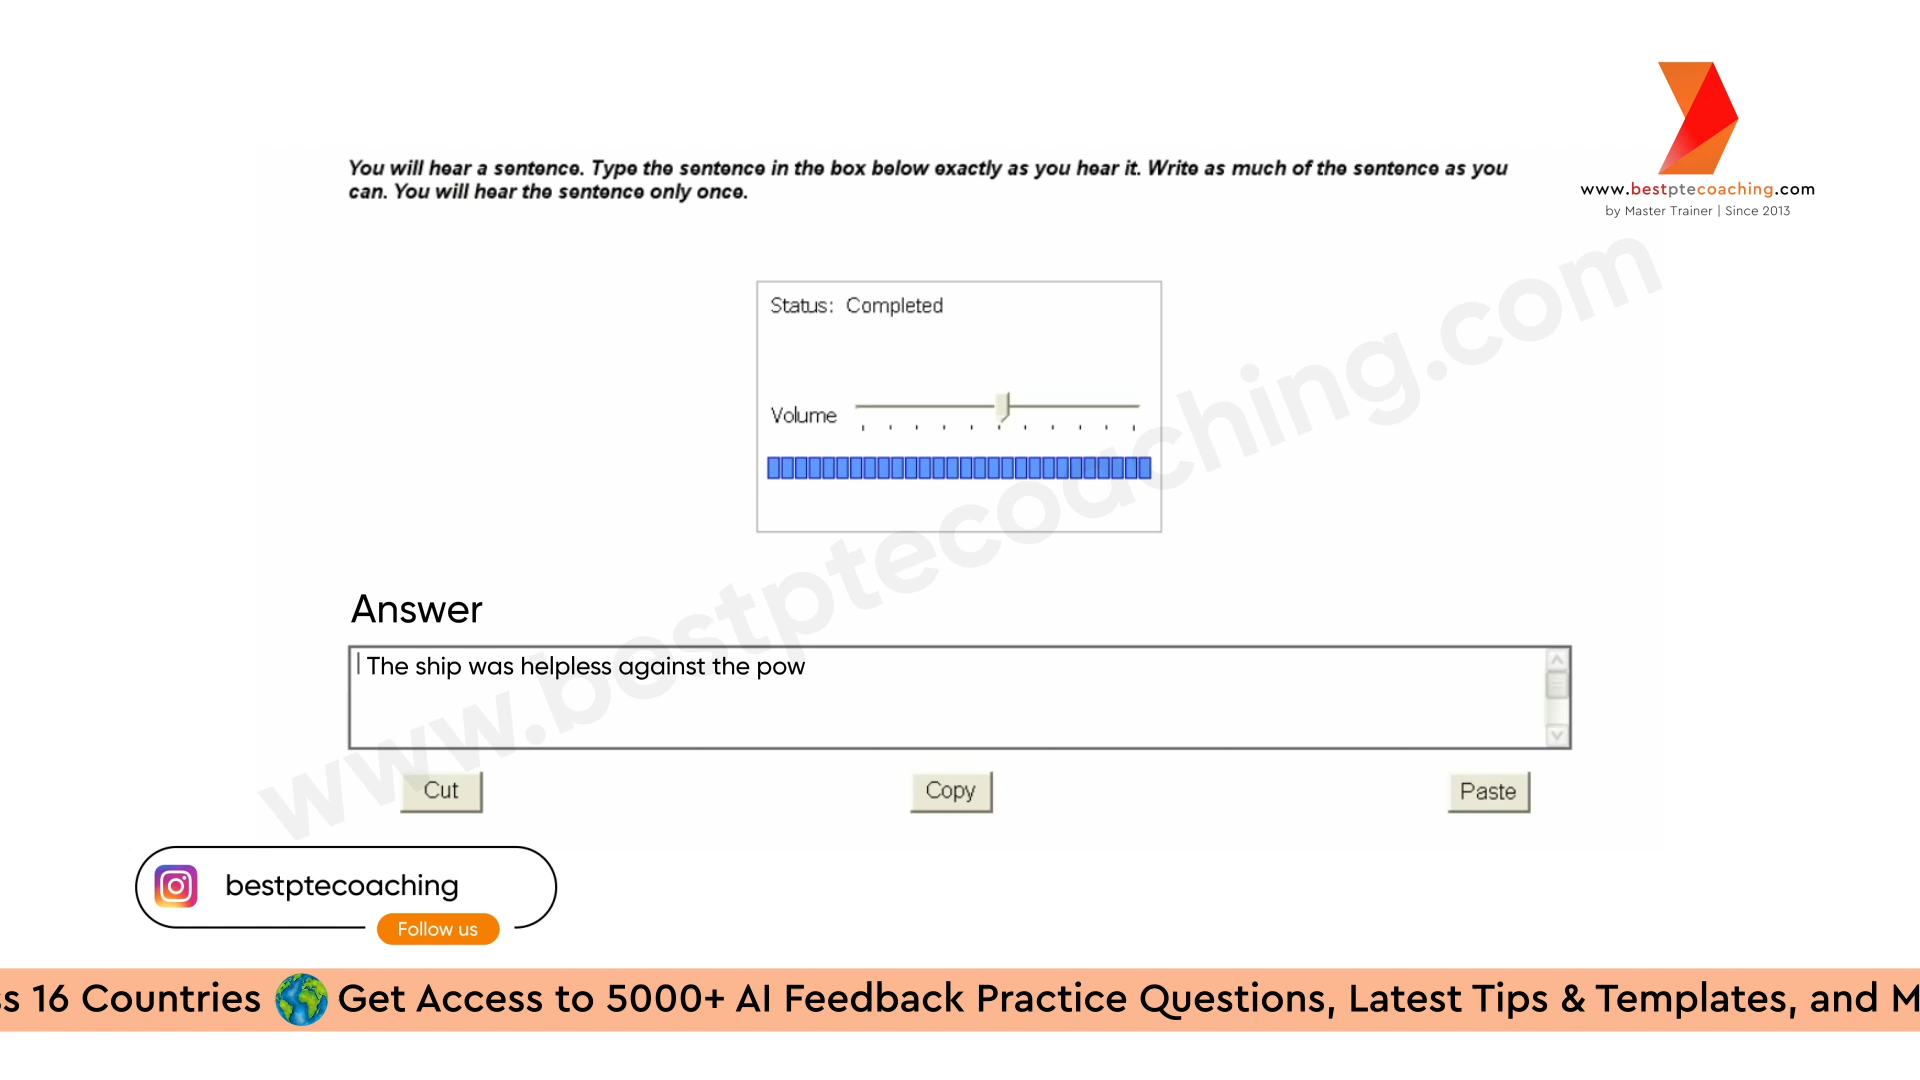 You will hear a sentence. Type the sentence in the box below exactly as you hear it. Write as much of the sentence as you
can. You will hear the sentence only once.
www.bestptecoaching.com
by Master Trainer | Since 2013
Status: Completed
Volume
www.bestptecoaching.com
Answer
The ship was helpless against the pow
Cut
Copy
Paste
bestptecoaching
Follow us
s 16 Countries Get Access to 5000+ AI Feedback Practice Questions, Latest Tips & Templates, and M